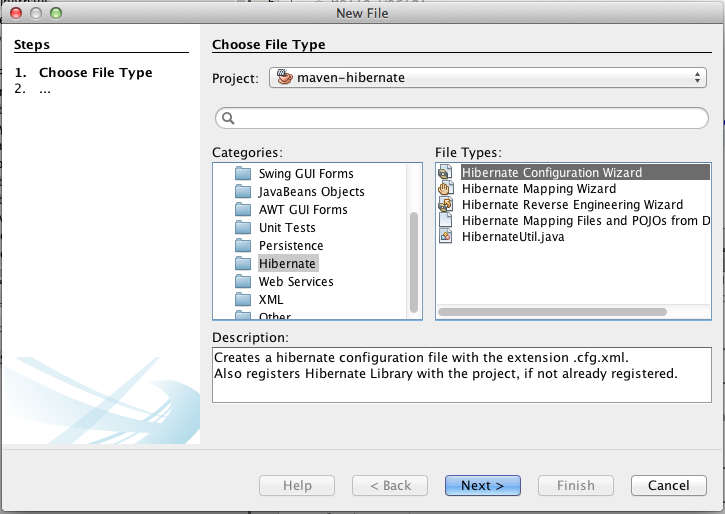 New File
Steps
1. Choose File Type
2. ...
Choose File Type
Project: maven-hibernate
Categories:
Swing GUI Forms
JavaBeans Objects
AWT GUI Forms
Unit Tests
Persistence
Hibernate
Web Services
XML
Other
File Types:
Hibernate Configuration Wizard
Hibernate Mapping Wizard
Hibernate Reverse Engineering Wizard
Hibernate Mapping Files and POJOs from D
HibernateUtil.java
Description:
Creates a hibernate configuration file with the extension .cfg.xml.
Also registers Hibernate Library with the project, if not already registered.
Help < Back Next > Finish Cancel